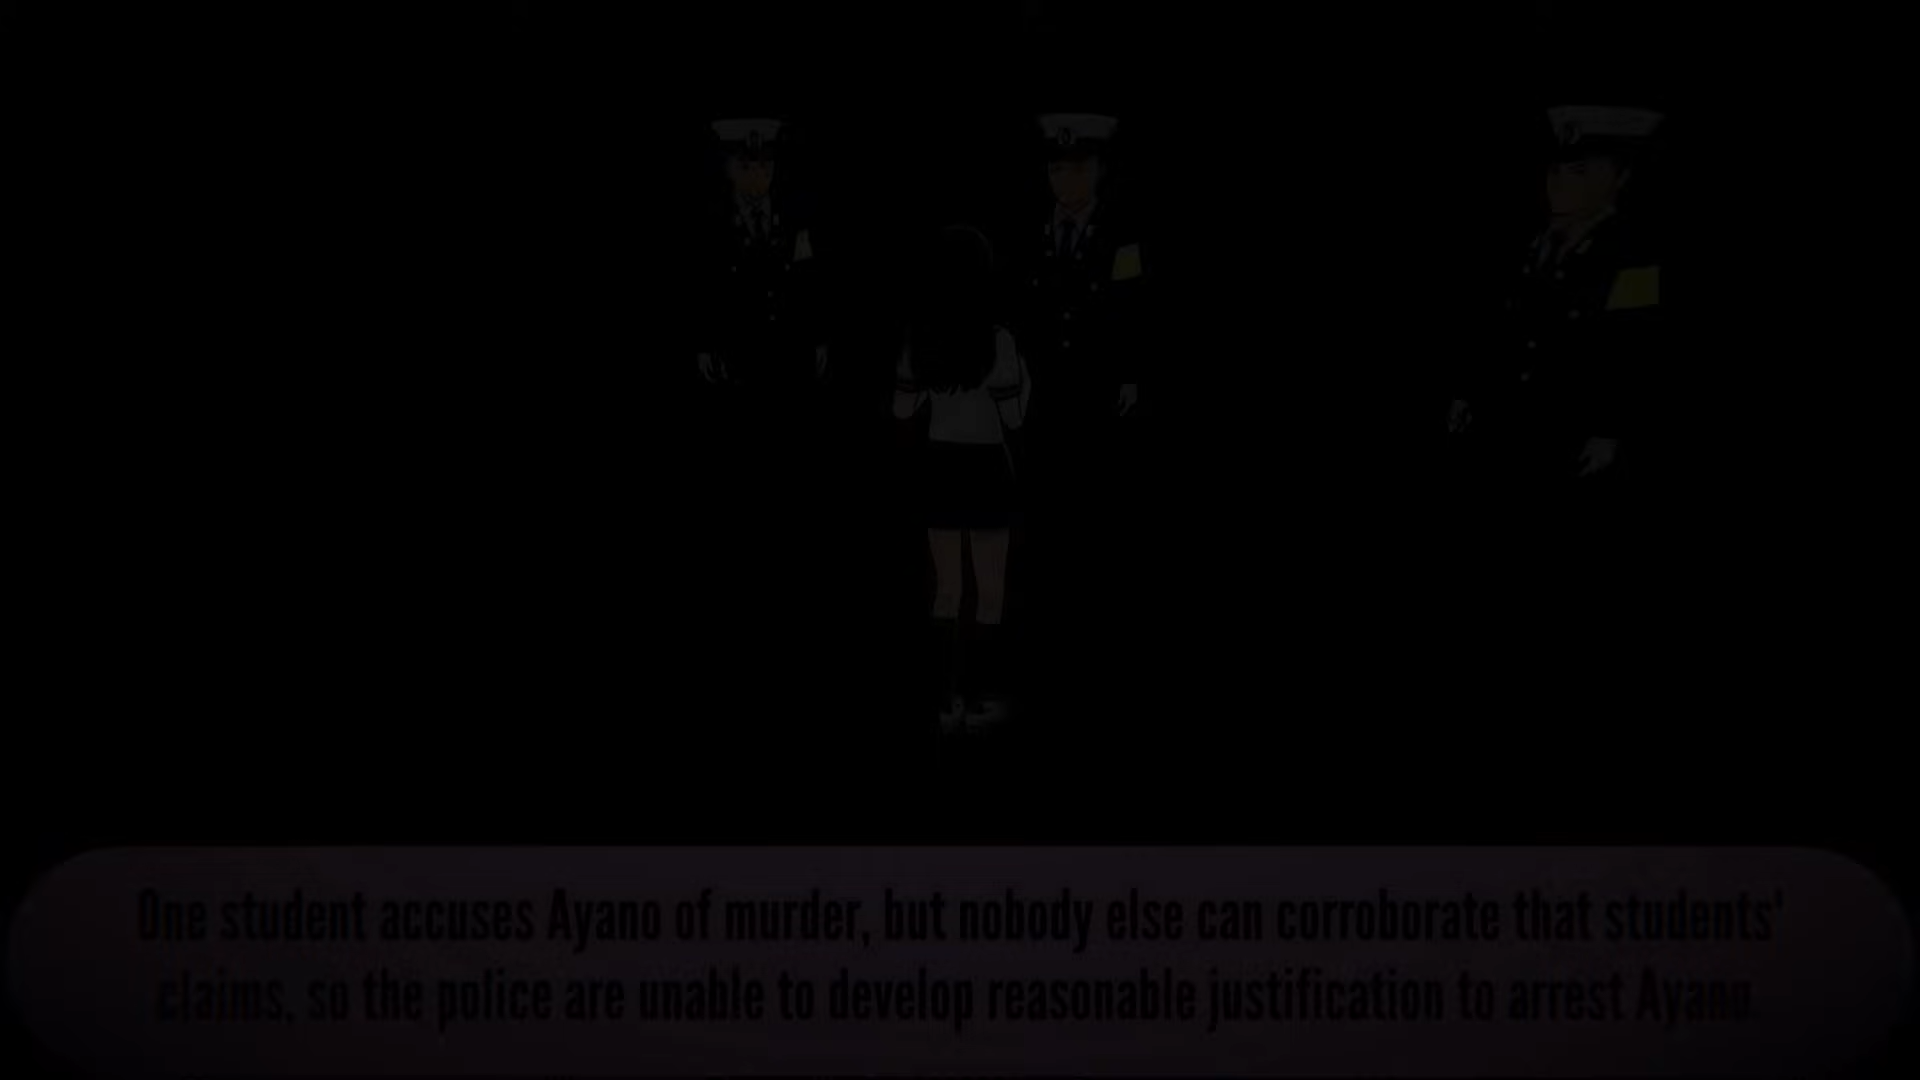 One student accuses Ayano of murder, but nobody else can corroborate that students'
claims, so the police are unable to develop reasonable justification to arrest Ayano